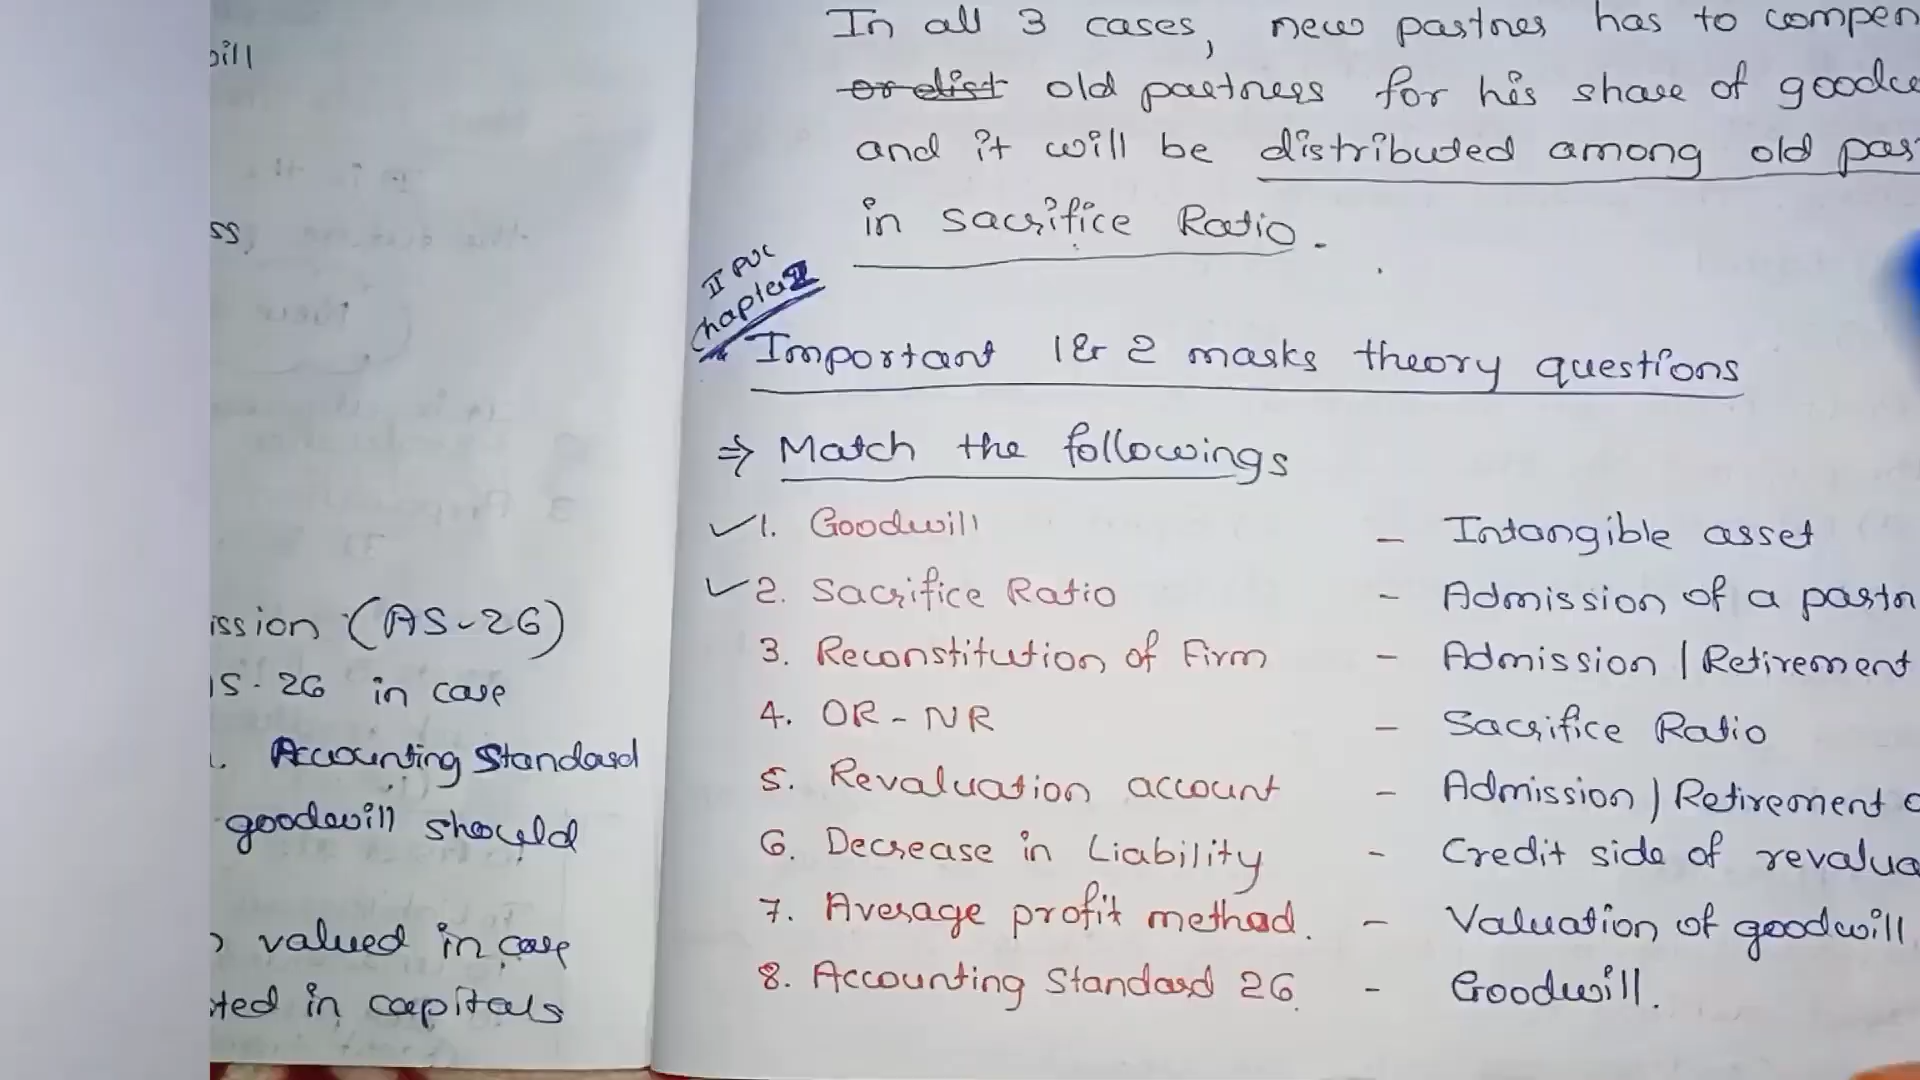 ss
ission (AS-26)
S-26 in case
Accounting Standard
goodwill should
valued in case
in capitals
In all 3 cases, new partner has to compen
or dist old partners for his share of
and it will be distributed among old
in sacrifice Ratio.
II PUC
Chapter 2
* Important 1 & 2 marks theory questions
⇒ Match the followings
✓ 1. Goodwill - Intangible asset
✓ 2. Sacrifice Ratio - Admission of a partn
3. Reconstitution of Firm - Admission / Retirement
4. OR - NR - Sacrifice Ratio
5. Revaluation account - Admission / Retirement
6. Decrease in Liability - Credit side of revalua
7. Average profit method. - Valuation of goodwill
8. Accounting Standard 26 - Goodwill.